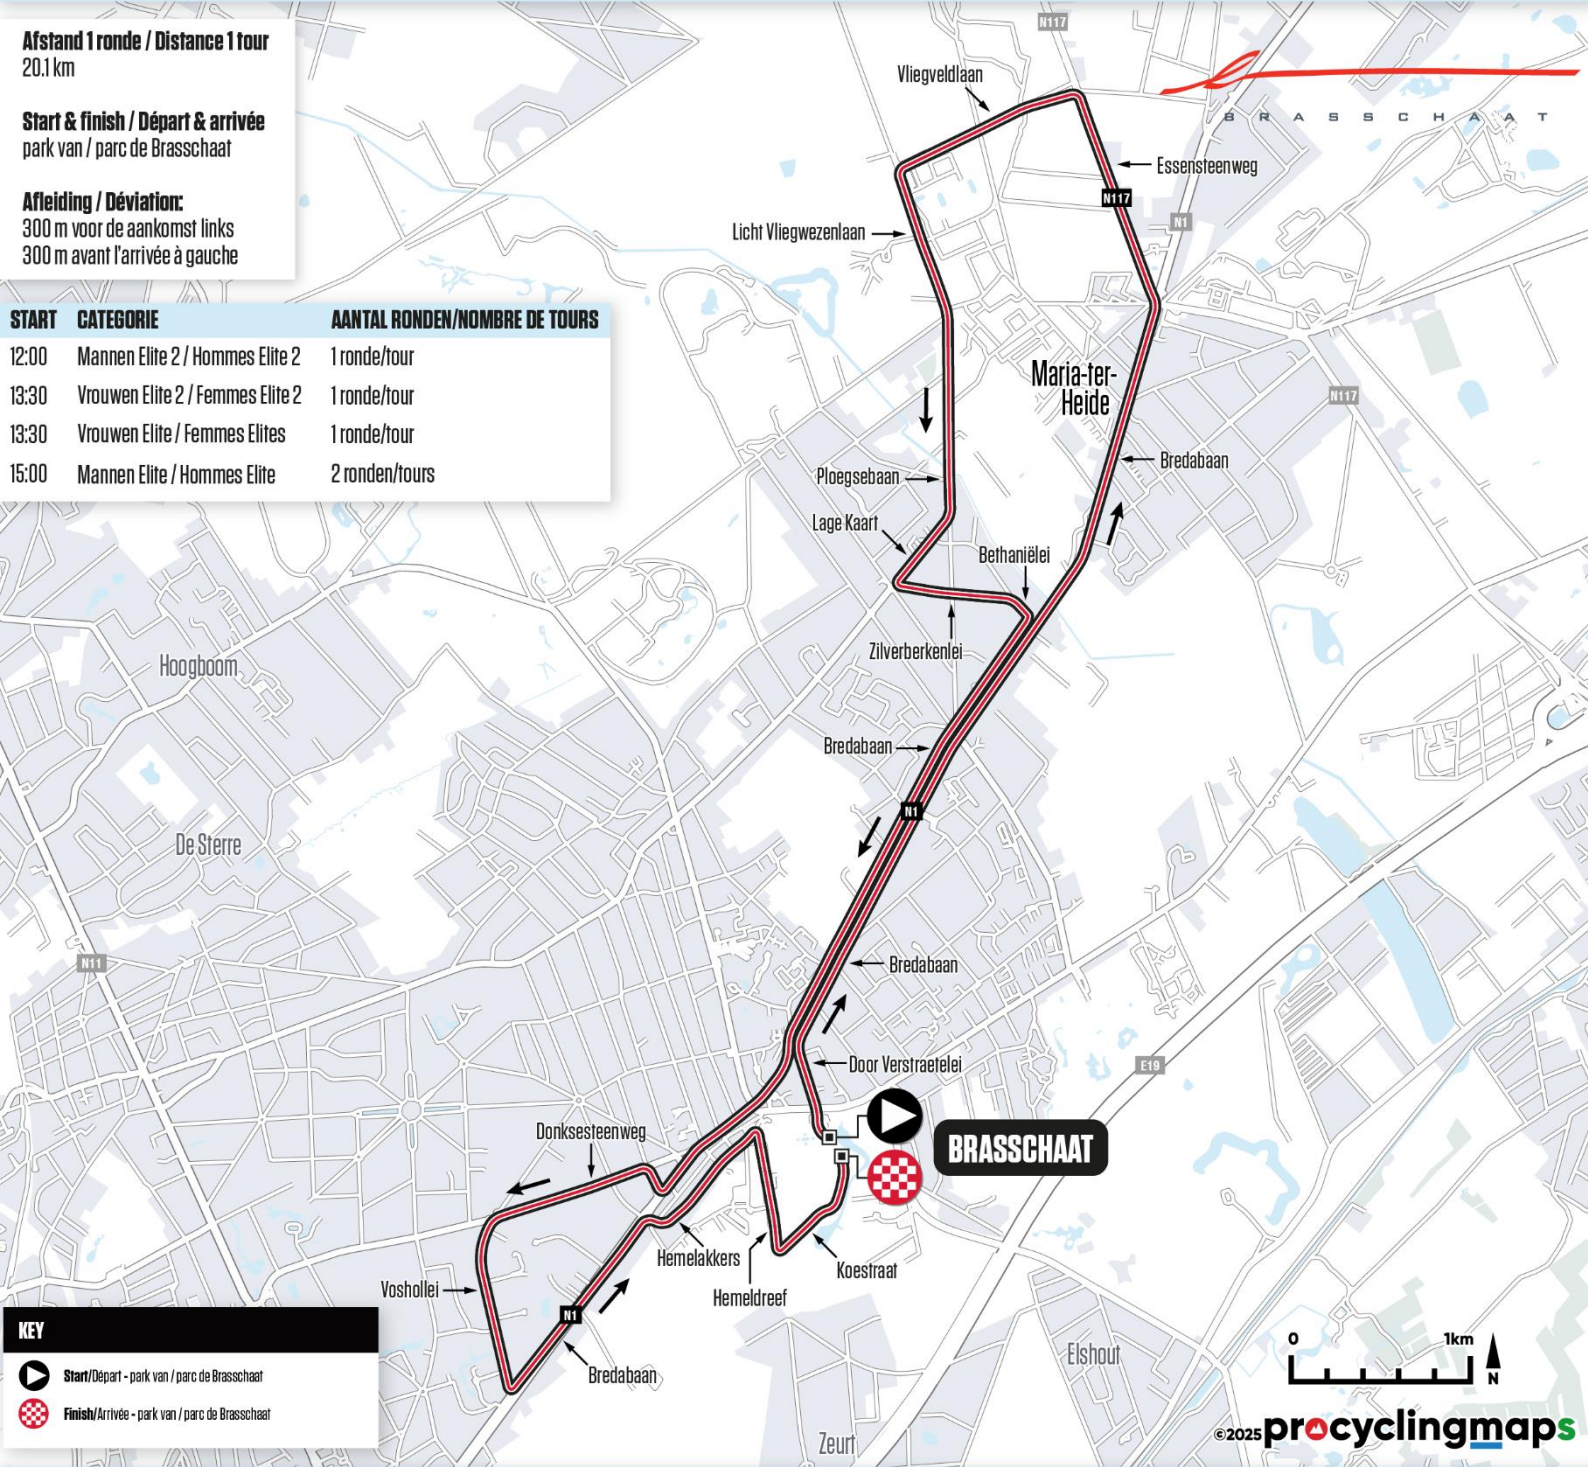 Afstand 1 ronde / Distance 1 tour
20.1 km
Start & finish / Départ & arrivée
park van / parc de Brasschaat
Afleiding / Déviation:
300 m voor de aankomst links
300 m avant l'arrivée à gauche
START CATEGORIE AANTAL RONDEN/NOMBRE DE TOURS
12:00 Mannen Elite 2 / Hommes Elite 2 1 ronde/tour
13:30 Vrouwen Elite 2 / Femmes Elite 2 1 ronde/tour
13:30 Vrouwen Elite / Femmes Elites 1 ronde/tour
15:00 Mannen Elite / Hommes Elite 2 ronden/tours
N117
Vliegveldlaan
BRASSCHAAT
Essensteenweg
N117
N1
Licht Vliegwezenlaan
Maria-ter-
Heide
N117
Bredabaan
Ploegsebaan
Lage Kaart
Bethaniëlei
Zilverberkenlei
Hoogboom
Bredabaan
N1
De Sterre
N11
Bredabaan
Door Verstraetelei
E19
BRASSCHAAT
Donksesteenweg
Hemelakkers
Koestraat
Voshollei
Hemeldreef
N1
Bredabaan
Elshout
Zeurt
KEY
Start/Départ - park van / parc de Brasschaat
Finish/Arrivée - park van / parc de Brasschaat
0 1km
N
©2025 procyclingmaps